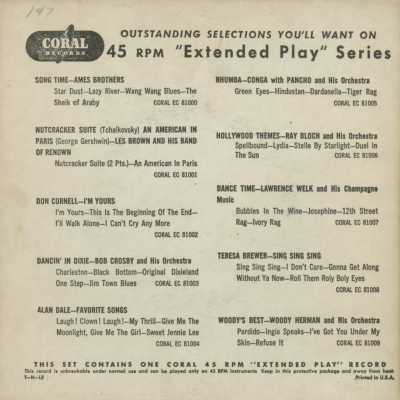 147
OUTSTANDING SELECTIONS YOU'LL WANT ON
CORAL
RECORDS
45 RPM "Extended Play" Series
SONG TIME—AMES BROTHERS
Star Dust—Lazy River—Wang Wang Blues—The
Sheik of Araby CORAL EC 81000
NUTCRACKER SUITE (Tchaikovsky) AN AMERICAN IN
PARIS (George Gershwin)—LES BROWN AND HIS BAND
OF RENOWN
Nutcracker Suite (2 Pts.)—An American In Paris
CORAL EC 81001
DON CORNELL—I'M YOURS
I'm Yours—This Is The Beginning Of The End—
I'll Walk Alone—I Can't Cry Any More
CORAL EC 81002
DANCIN' IN DIXIE—BOB CROSBY and His Orchestra
Charleston—Black Bottom—Original Dixieland
One Step—Jim Town Blues CORAL EC 81003
ALAN DALE—FAVORITE SONGS
Laugh! Clown! Laugh!—My Thrill—Give Me The
Moonlight, Give Me The Girl—Sweet Jennie Lee
CORAL EC 81004
RHUMBA—CONGA with PANCHO and His Orchestra
Green Eyes—Hindustan—Dardanella—Tiger Rag
CORAL EC 81005
HOLLYWOOD THEMES—RAY BLOCH and His Orchestra
Spellbound—Lydia—Stella By Starlight—Duel In
The Sun CORAL EC 81006
DANCE TIME—LAWRENCE WELK and His Champagne
Music
Bubbles In The Wine—Josephine—12th Street
Rag—Ivory Rag CORAL EC 81007
TERESA BREWER—SING SING SING
Sing Sing Sing—I Don't Care—Gonna Get Along
Without Ya Now—Roll Them Roly Boly Eyes
CORAL EC 81008
WOODY'S BEST—WOODY HERMAN and His Orchestra
Perdido—Ingie Speaks—I've Got You Under My
Skin—Refuse It CORAL EC 81009
THIS SET CONTAINS ONE CORAL 45 RPM "EXTENDED PLAY" RECORD
This record is unbreakable under normal use and can be played only on 45 RPM Instruments. Keep in this protective package and away from heat.
Y—H—LE Printed in U.S.A.